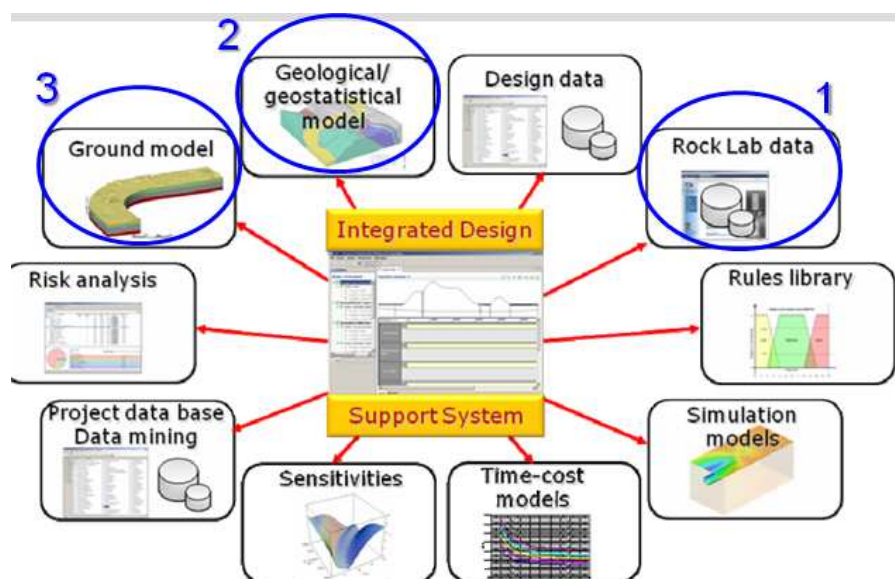 2
3
1
Geological/
geostatistical
model
Design data
Ground model
Rock Lab data
Integrated Design
Risk analysis
Rules library
Support System
Project data base
Data mining
Simulation
models
Sensitivities
Time-cost
models